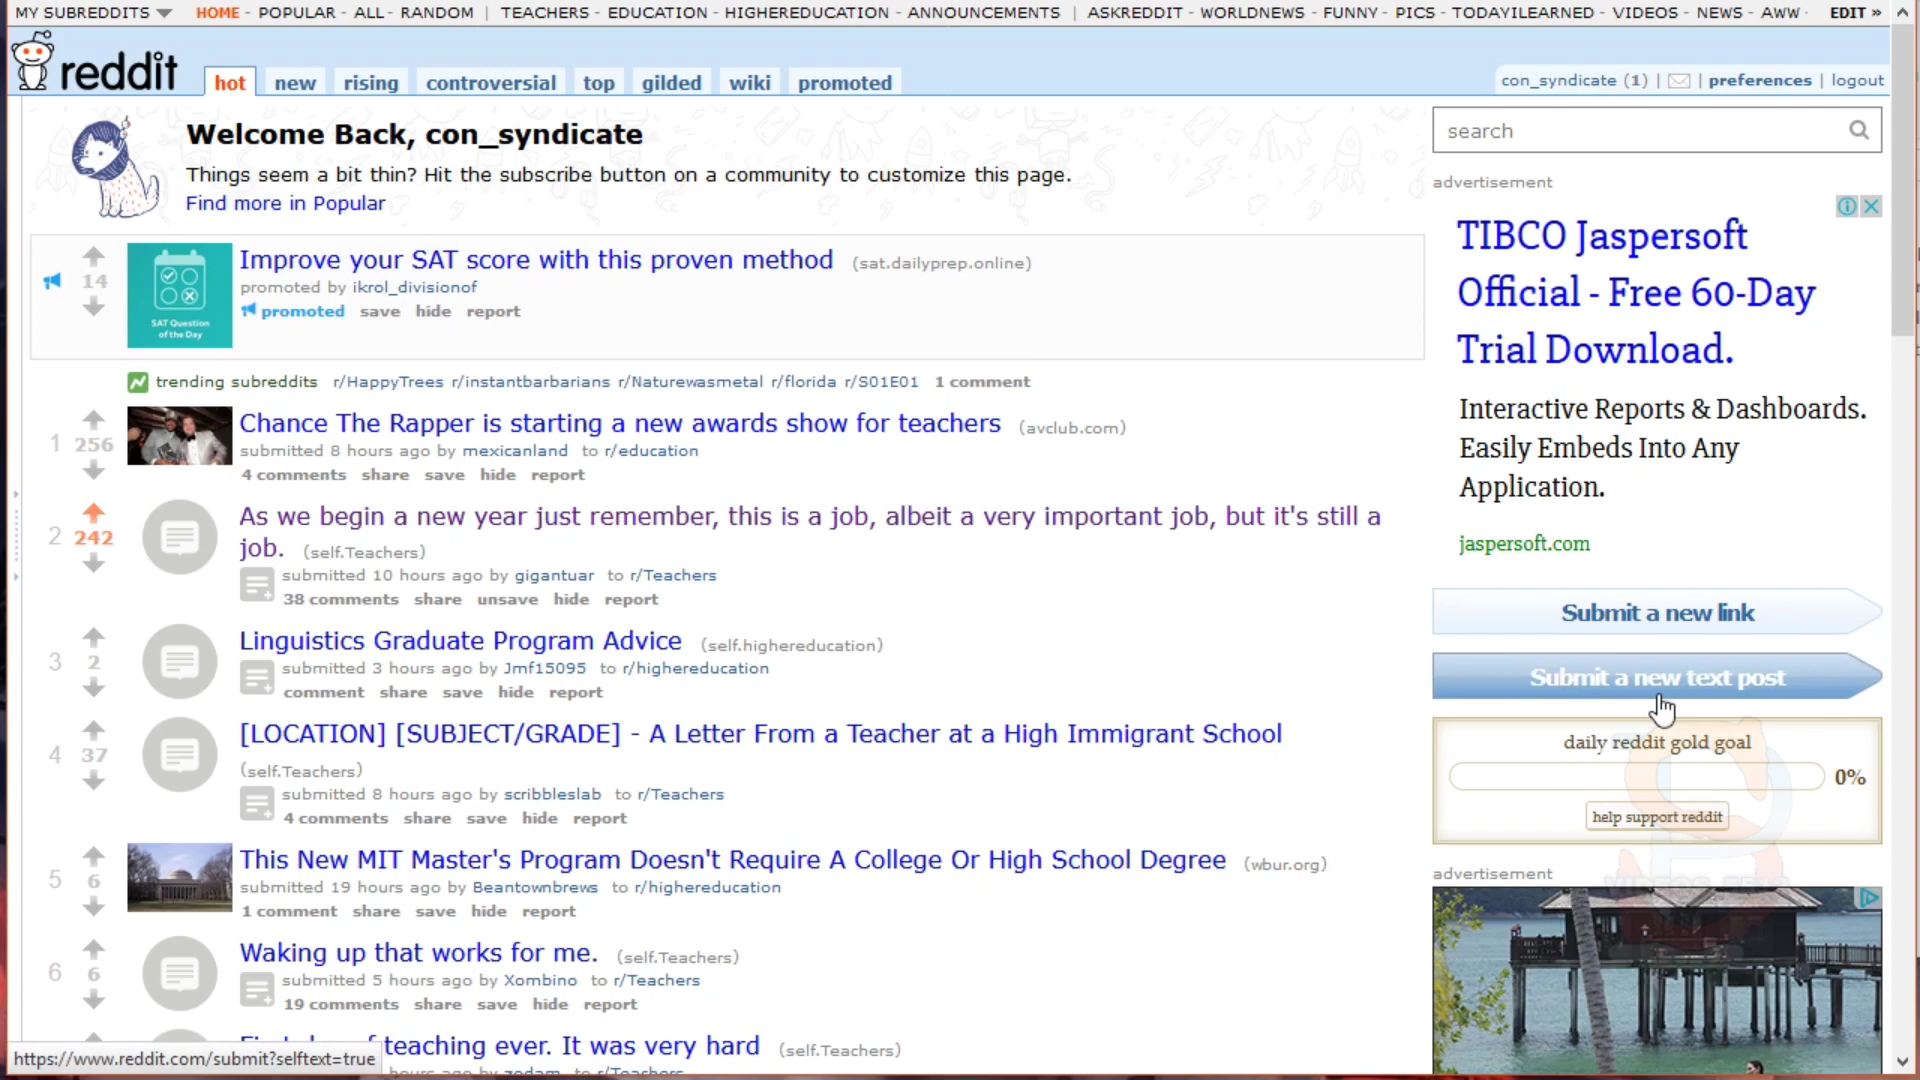 MY SUBREDDITS HOME - POPULAR - ALL - RANDOM | TEACHERS - EDUCATION - HIGHEREDUCATION - ANNOUNCEMENTS | ASKREDDIT - WORLDNEWS - FUNNY - PICS - TODAYILEARNED - VIDEOS - NEWS - AWW - EDIT »
reddit hot new rising controversial top gilded wiki promoted
con_syndicate (1) | | preferences | logout
Welcome Back, con_syndicate
Things seem a bit thin? Hit the subscribe button on a community to customize this page.
Find more in Popular
14
SAT Question
of the Day
Improve your SAT score with this proven method (sat.dailyprep.online)
promoted by ikrol_divisionof
promoted save hide report
trending subreddits r/HappyTrees r/instantbarbarians r/Naturewasmetal r/florida r/S01E01 1 comment
1 256
Chance The Rapper is starting a new awards show for teachers (avclub.com)
submitted 8 hours ago by mexicanland to r/education
4 comments share save hide report
2 242
As we begin a new year just remember, this is a job, albeit a very important job, but it's still a
job. (self.Teachers)
submitted 10 hours ago by gigantuar to r/Teachers
38 comments share unsave hide report
3 2
Linguistics Graduate Program Advice (self.highereducation)
submitted 3 hours ago by Jmf15095 to r/highereducation
comment share save hide report
4 37
[LOCATION] [SUBJECT/GRADE] - A Letter From a Teacher at a High Immigrant School
(self.Teachers)
submitted 8 hours ago by scribbleslab to r/Teachers
4 comments share save hide report
5 6
This New MIT Master's Program Doesn't Require A College Or High School Degree (wbur.org)
submitted 19 hours ago by Beantownbrews to r/highereducation
1 comment share save hide report
6 6
Waking up that works for me. (self.Teachers)
submitted 5 hours ago by Xombino to r/Teachers
19 comments share save hide report
teaching ever. It was very hard (self.Teachers)
hours ago by zedam to r/Teachers
https://www.reddit.com/submit?selftext=true
search
advertisement
TIBCO Jaspersoft
Official - Free 60-Day
Trial Download.
Interactive Reports & Dashboards.
Easily Embeds Into Any
Application.
jaspersoft.com
Submit a new link
Submit a new text post
daily reddit gold goal
0%
help support reddit
advertisement